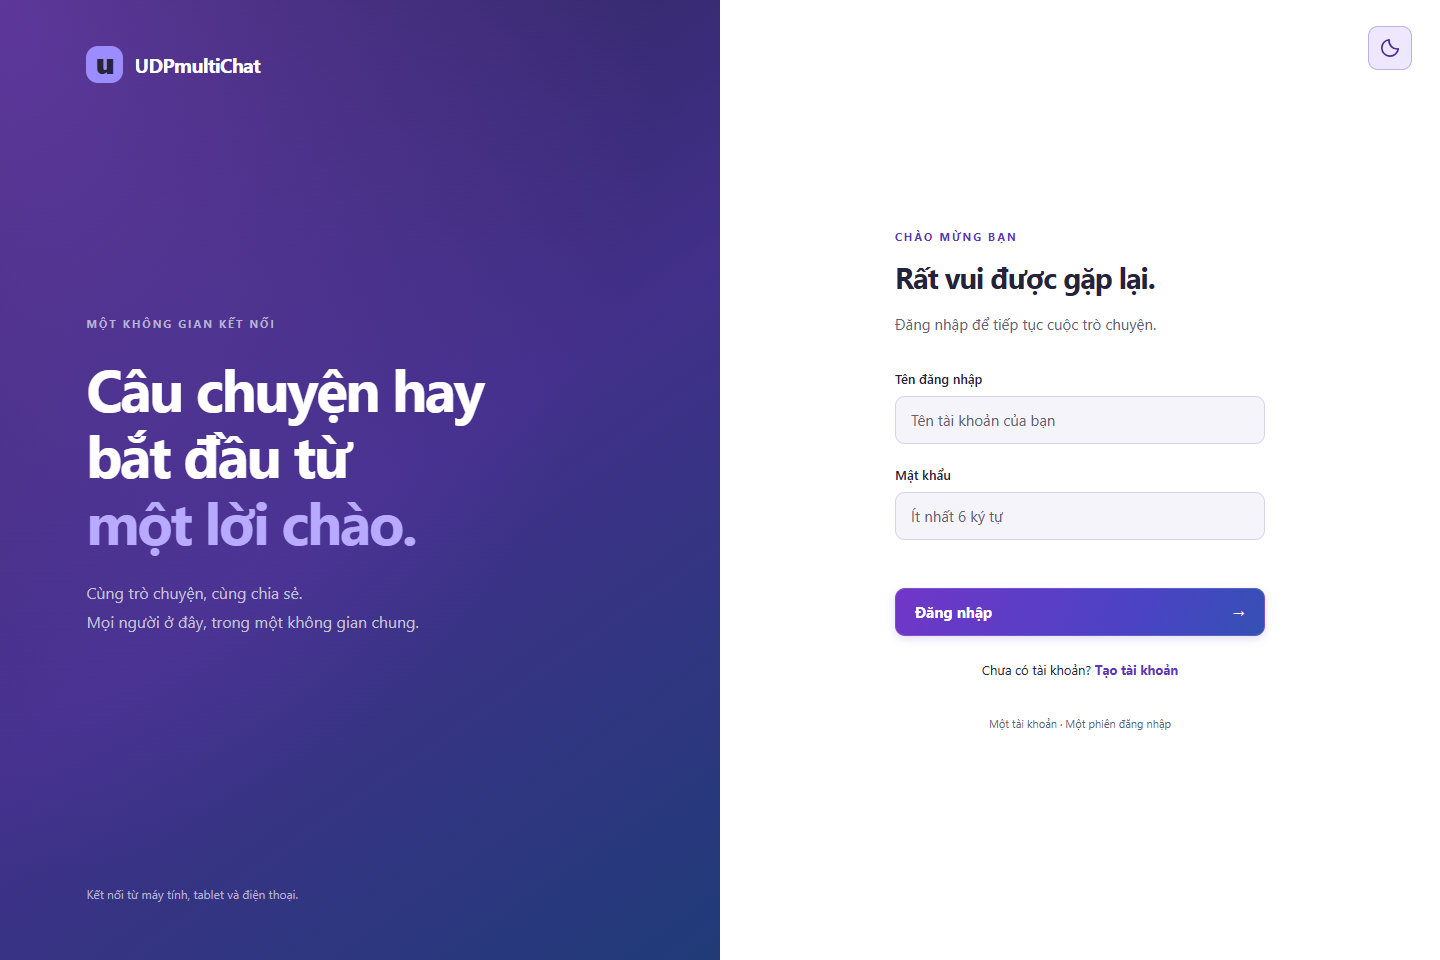 u UDPmultiChat
MỘT KHÔNG GIAN KẾT NỐI
Câu chuyện hay
bắt đầu từ
một lời chào.
Cùng trò chuyện, cùng chia sẻ.
Mọi người ở đây, trong một không gian chung.
Kết nối từ máy tính, tablet và điện thoại.
CHÀO MỪNG BẠN
Rất vui được gặp lại.
Đăng nhập để tiếp tục cuộc trò chuyện.
Tên đăng nhập
Tên tài khoản của bạn
Mật khẩu
Ít nhất 6 ký tự
Đăng nhập →
Chưa có tài khoản? Tạo tài khoản
Một tài khoản · Một phiên đăng nhập